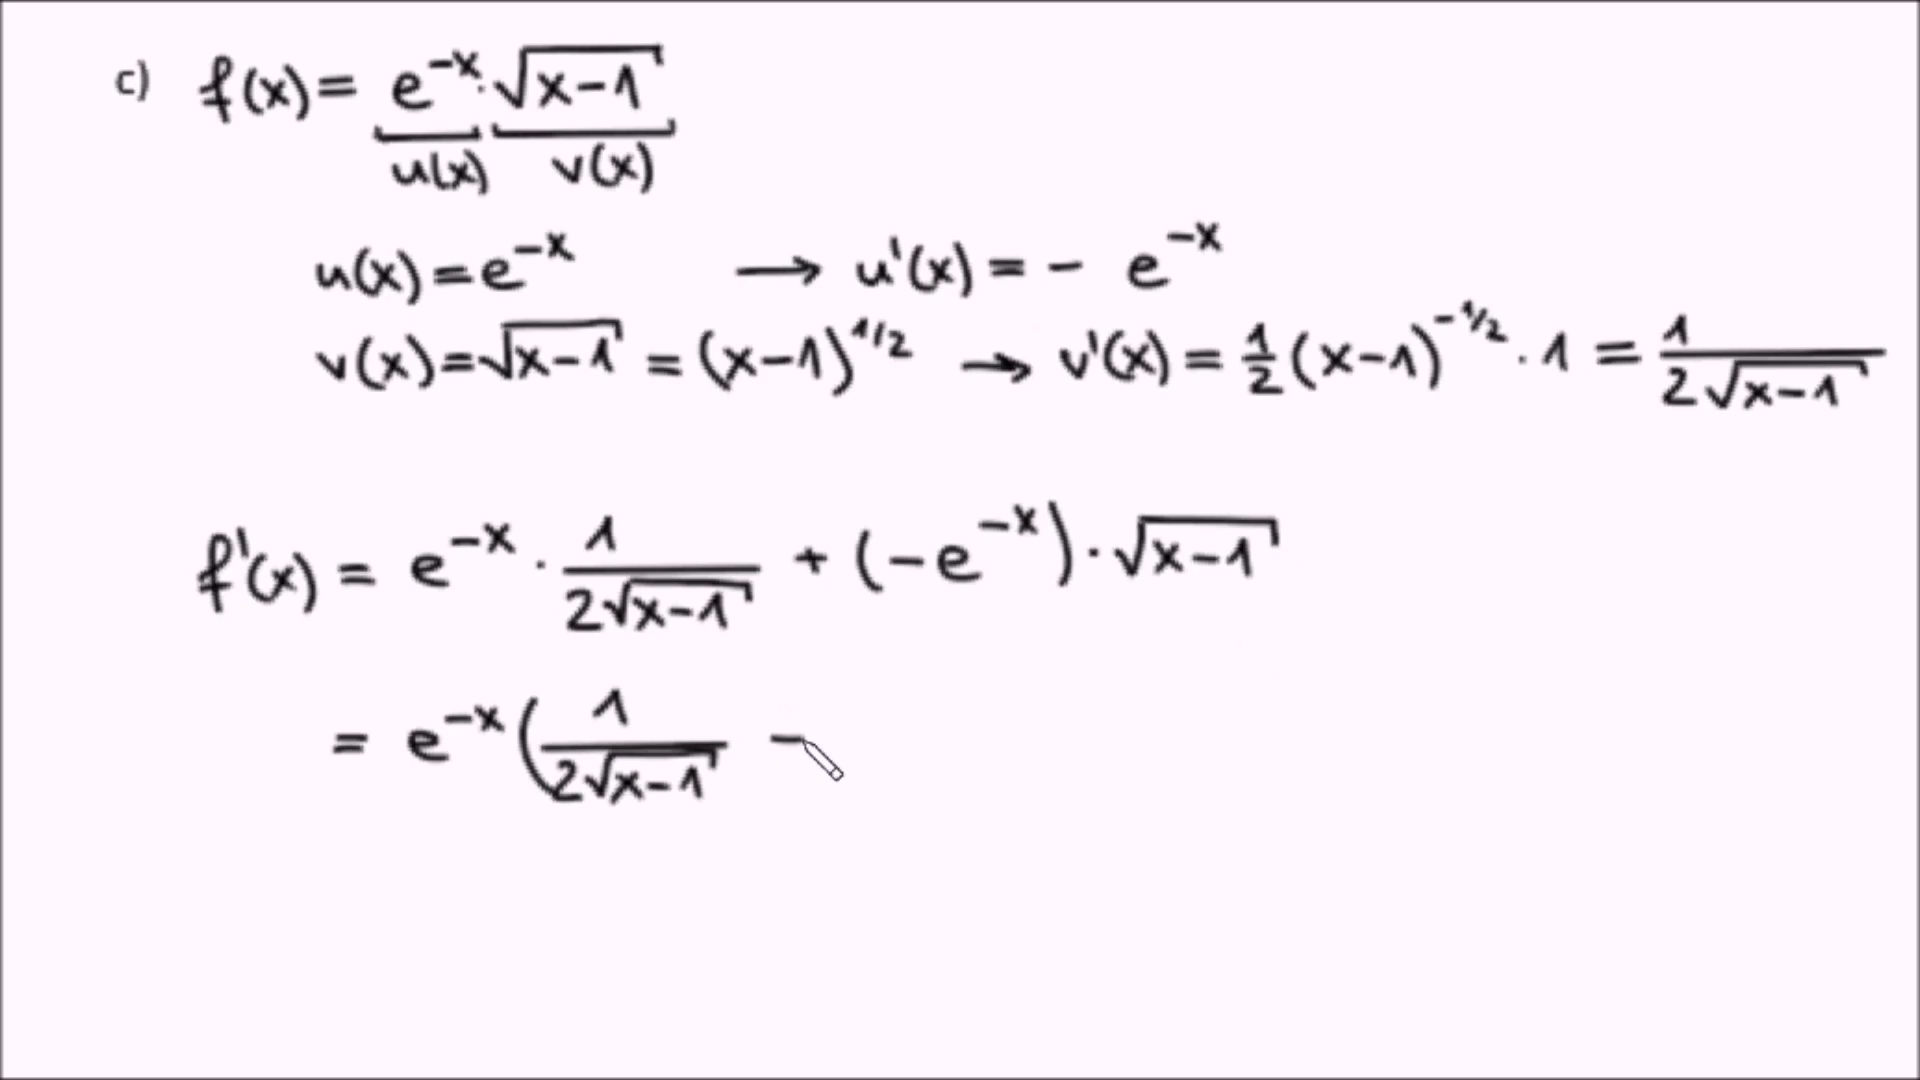 c) f(x) = e^{-x} · √(x-1)
u(x) v(x)
u(x) = e^{-x} → u'(x) = - e^{-x}
v(x) = √(x-1) = (x-1)^{1/2} → v'(x) = 1/2 (x-1)^{-1/2} · 1 = 1/(2√(x-1))
f'(x) = e^{-x} · 1/(2√(x-1)) + (-e^{-x}) · √(x-1)
= e^{-x} ( 1/(2√(x-1)) -